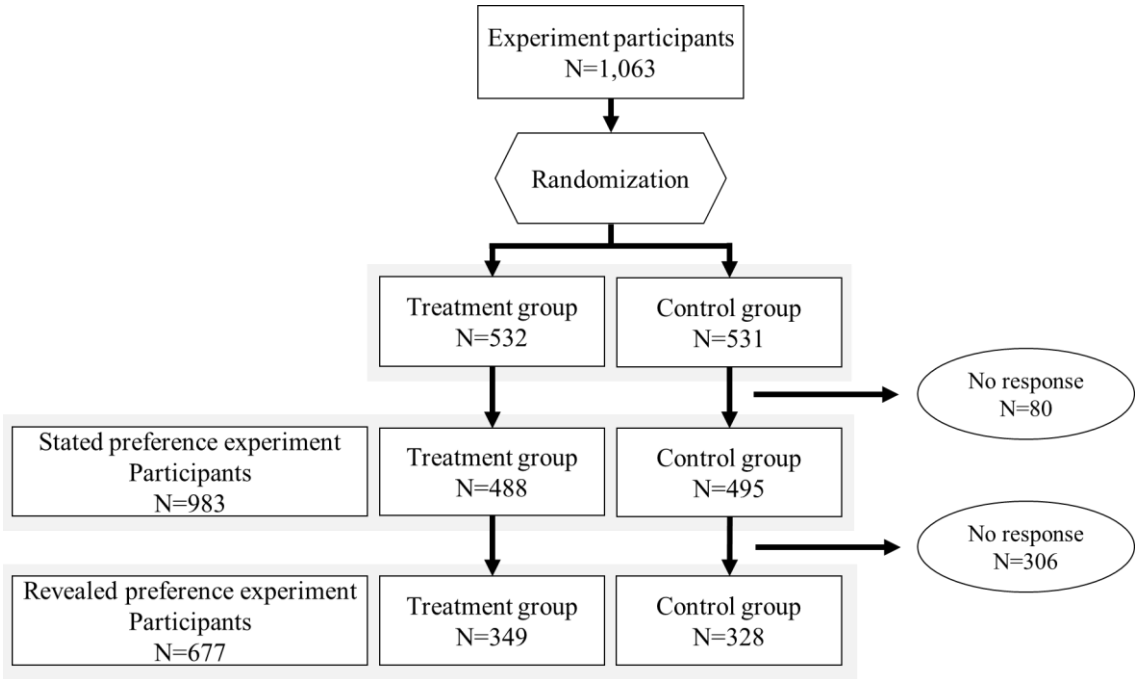 Experiment participants
N=1,063
Randomization
Treatment group
N=532
Control group
N=531
No response
N=80
Stated preference experiment
Participants
N=983
Treatment group
N=488
Control group
N=495
No response
N=306
Revealed preference experiment
Participants
N=677
Treatment group
N=349
Control group
N=328